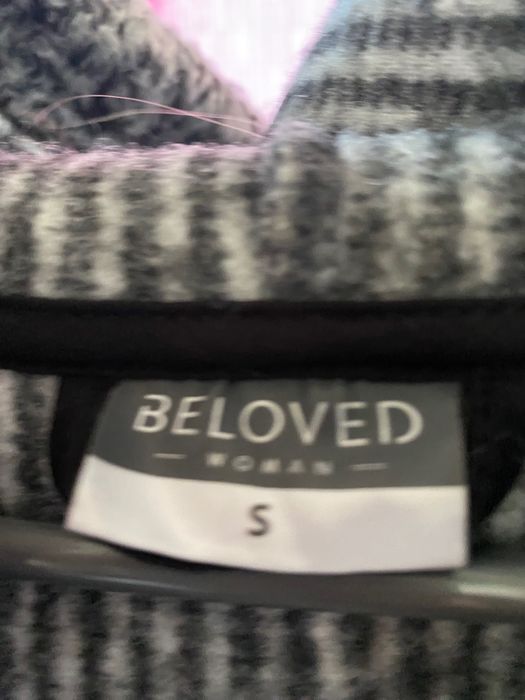 BELOVED
— WOMAN —
S